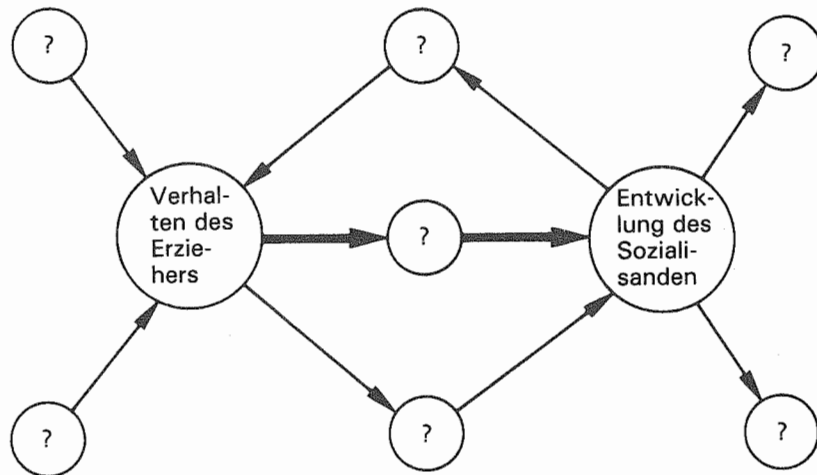 ?
?
?
Verhal-
ten des
Erzie-
hers
?
Entwick-
lung des
Soziali-
sanden
?
?
?